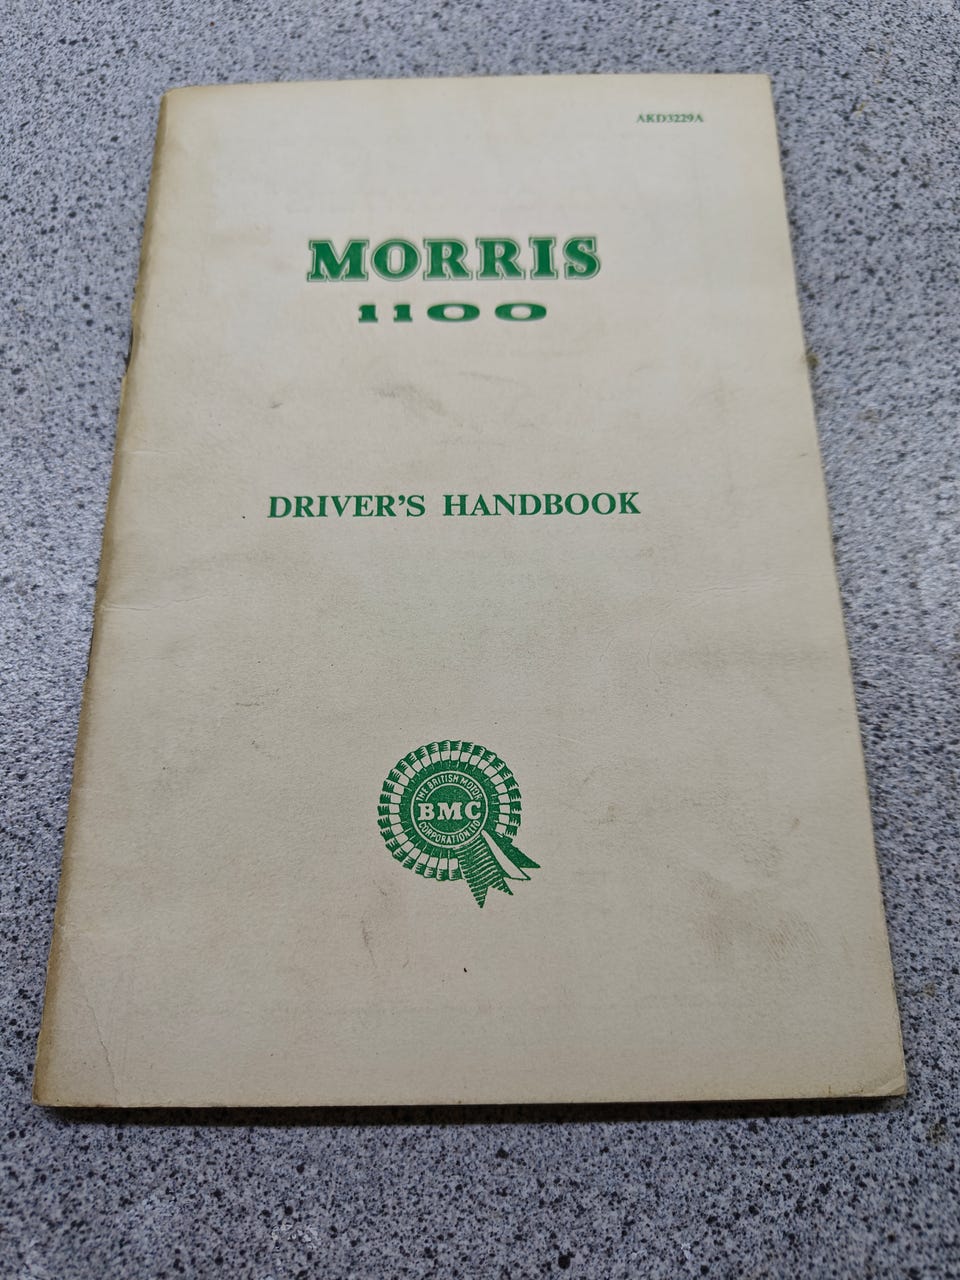 AKD3229A
MORRIS
1100
DRIVER'S HANDBOOK
THE BRITISH MOTOR
BMC
CORPORATION LTD